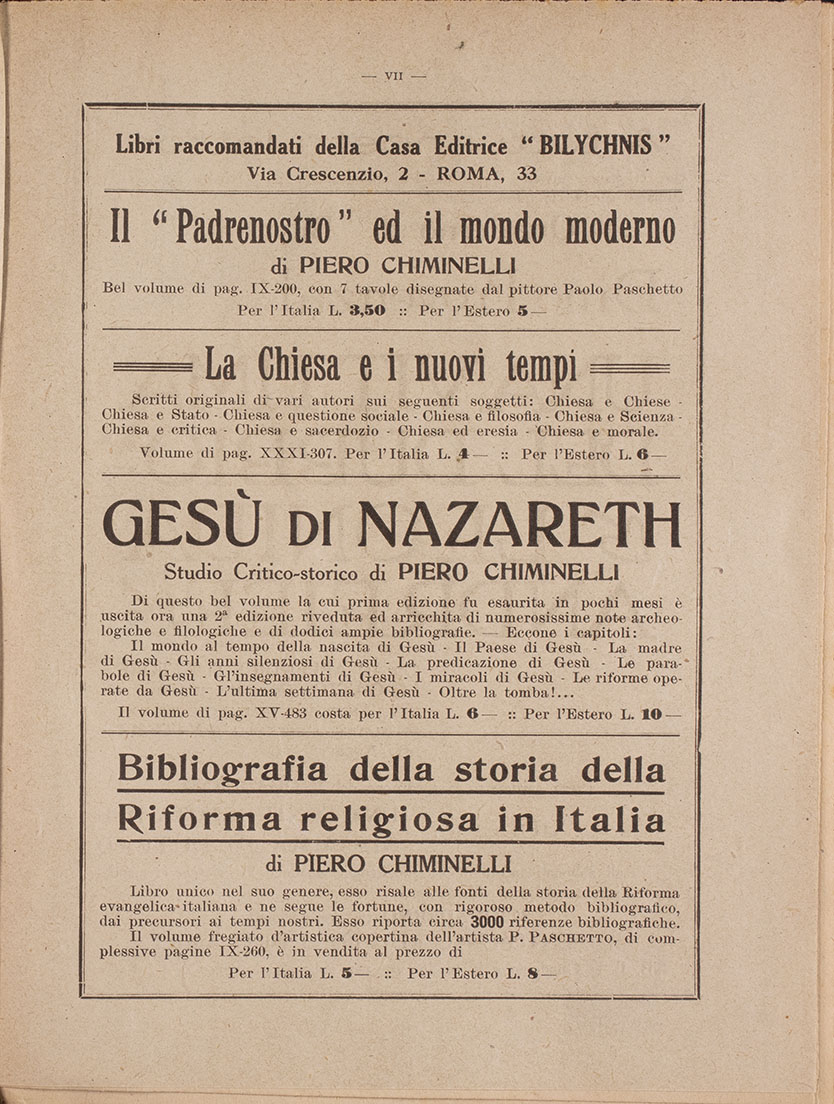 — VII —
Libri raccomandati della Casa Editrice “ BILYCHNIS ”
Via Crescenzio, 2 - ROMA, 33
Il “ Padrenostro ” ed il mondo moderno
di PIERO CHIMINELLI
Bel volume di pag. IX-200, con 7 tavole disegnate dal pittore Paolo Paschetto
Per l'Italia L. 3,50 :: Per l'Estero 5 —
La Chiesa e i nuovi tempi
Scritti originali di vari autori sui seguenti soggetti: Chiesa e Chiese -
Chiesa e Stato - Chiesa e questione sociale - Chiesa e filosofia - Chiesa e Scienza -
Chiesa e critica - Chiesa e sacerdozio - Chiesa ed eresia - Chiesa e morale.
Volume di pag. XXXI-307. Per l'Italia L. 4 — :: Per l'Estero L. 6 —
GESÙ DI NAZARETH
Studio Critico-storico di PIERO CHIMINELLI
Di questo bel volume la cui prima edizione fu esaurita in pochi mesi è
uscita ora una 2ª edizione riveduta ed arricchita di numerosissime note archeo-
logiche e filologiche e di dodici ampie bibliografie. — Eccone i capitoli:
Il mondo al tempo della nascita di Gesù - Il Paese di Gesù - La madre
di Gesù - Gli anni silenziosi di Gesù - La predicazione di Gesù - Le para-
bole di Gesù - Gl'insegnamenti di Gesù - I miracoli di Gesù - Le riforme ope-
rate da Gesù - L'ultima settimana di Gesù - Oltre la tomba!...
Il volume di pag. XV-483 costa per l'Italia L. 6 — :: Per l'Estero L. 10 —
Bibliografia della storia della
Riforma religiosa in Italia
di PIERO CHIMINELLI
Libro unico nel suo genere, esso risale alle fonti della storia della Riforma
evangelica italiana e ne segue le fortune, con rigoroso metodo bibliografico,
dai precursori ai tempi nostri. Esso riporta circa 3000 riferenze bibliografiche.
Il volume fregiato d'artistica copertina dell'artista P. PASCHETTO, di com-
plessive pagine IX-260, è in vendita al prezzo di
Per l'Italia L. 5 — :: Per l'Estero L. 8 —